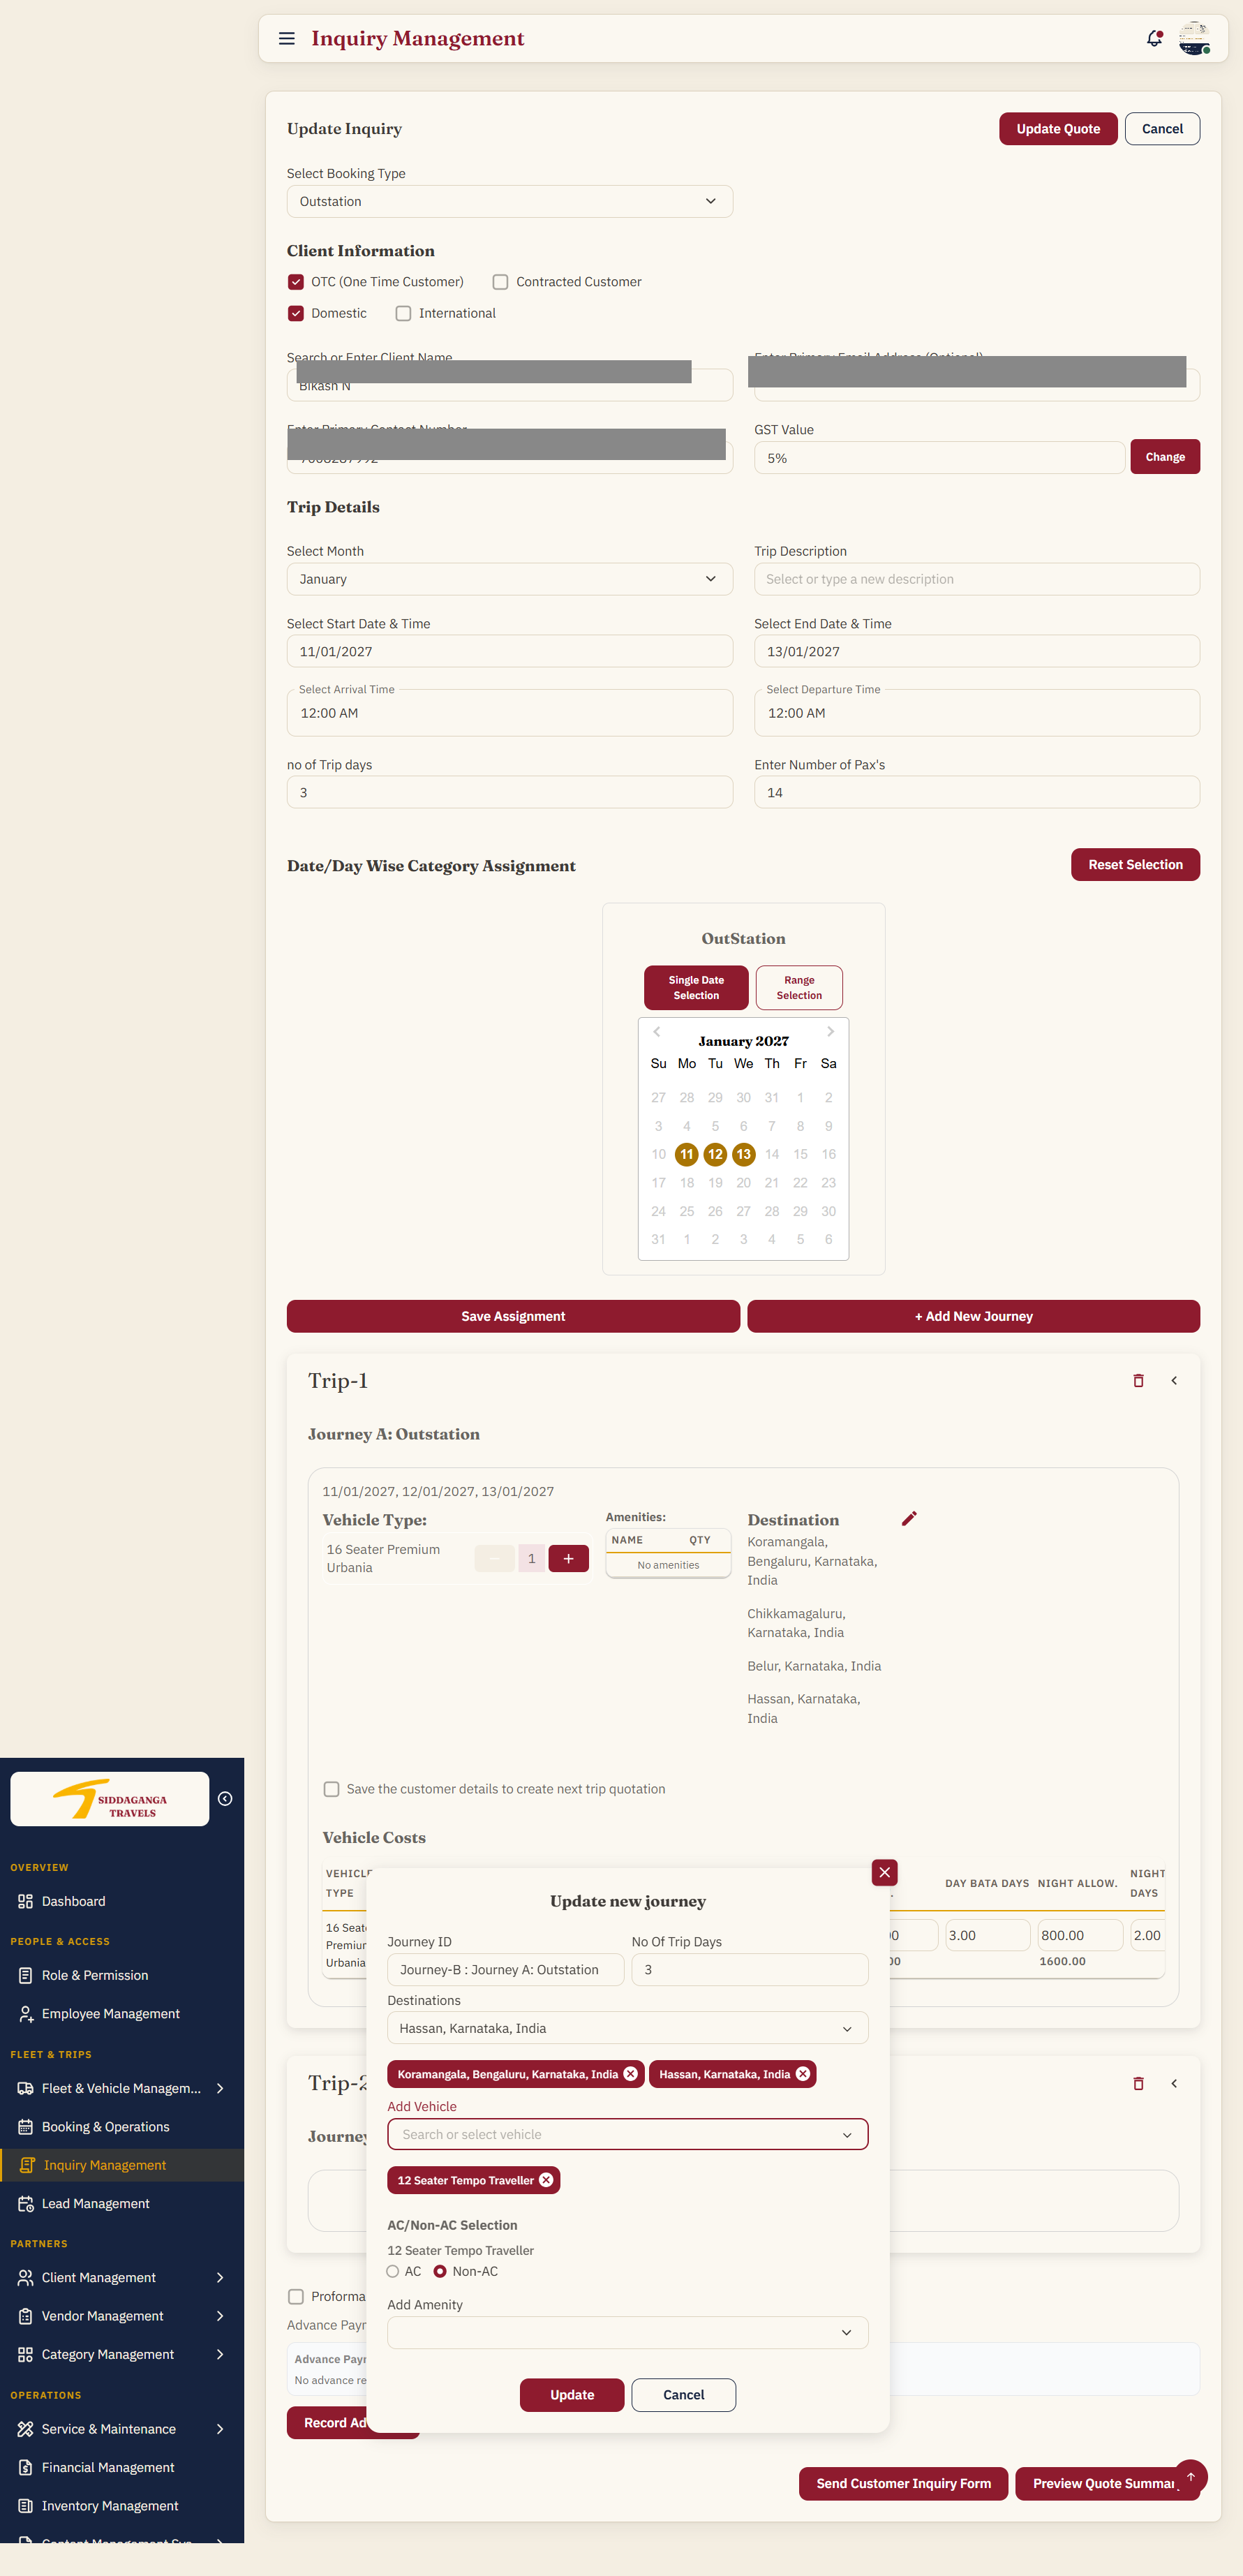 Inquiry Management
Update Inquiry
Update Quote
Cancel
Select Booking Type
Outstation
Client Information
OTC (One Time Customer)
Contracted Customer
Domestic
International
Search or Enter Client Name
Bikash N
GST Value
5%
Change
Trip Details
Select Month
January
Trip Description
Select or type a new description
Select Start Date & Time
11/01/2027
Select End Date & Time
13/01/2027
Select Arrival Time
12:00 AM
Select Departure Time
12:00 AM
no of Trip days
3
Enter Number of Pax's
14
Date/Day Wise Category Assignment
Reset Selection
OutStation
Single Date
Selection
Range
Selection
January 2027
Su Mo Tu We Th Fr Sa
27 28 29 30 31 1 2
3 4 5 6 7 8 9
10 11 12 13 14 15 16
17 18 19 20 21 22 23
24 25 26 27 28 29 30
31 1 2 3 4 5 6
Save Assignment
+ Add New Journey
Trip-1
Journey A: Outstation
11/01/2027, 12/01/2027, 13/01/2027
Vehicle Type:
16 Seater Premium
Urbania
1
+
Amenities:
NAME QTY
No amenities
Destination
Koramangala,
Bengaluru, Karnataka,
India
Chikkamagaluru,
Karnataka, India
Belur, Karnataka, India
Hassan, Karnataka,
India
Save the customer details to create next trip quotation
Vehicle Costs
TYPE
DAY BATA DAYS
NIGHT ALLOW.
NIGHT
DAYS
16
Urbania
3.00
800.00
2.00
1600.00
Trip-2
Journey
Proforma
Advance
Advance
No advance
Record
Update new journey
Journey ID
Journey-B : Journey A: Outstation
No Of Trip Days
3
Destinations
Hassan, Karnataka, India
Koramangala, Bengaluru, Karnataka, India
Hassan, Karnataka, India
Add Vehicle
Search or select vehicle
12 Seater Tempo Traveller
AC/Non-AC Selection
12 Seater Tempo Traveller
AC
Non-AC
Add Amenity
Update
Cancel
Send Customer Inquiry Form
Preview Quote
SIDDAGANGA
TRAVELS
OVERVIEW
Dashboard
PEOPLE & ACCESS
Role & Permission
Employee Management
FLEET & TRIPS
Fleet & Vehicle Managem...
Booking & Operations
Inquiry Management
Lead Management
PARTNERS
Client Management
Vendor Management
Category Management
OPERATIONS
Service & Maintenance
Financial Management
Inventory Management